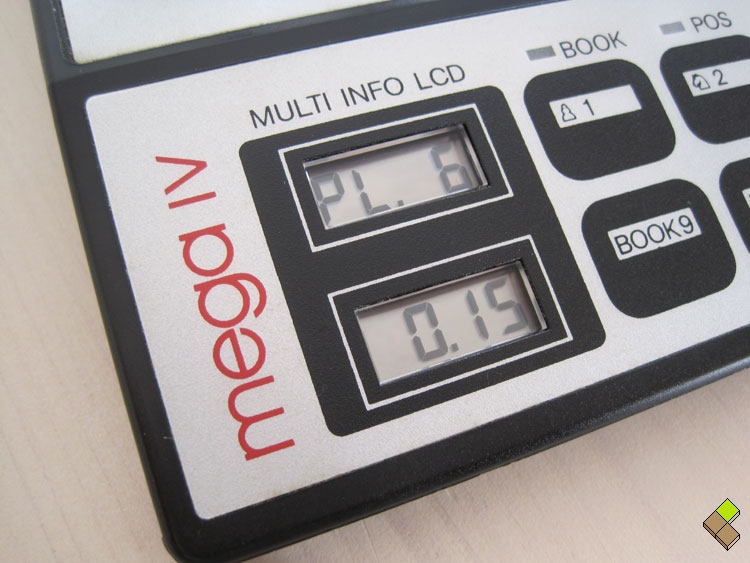 MULTI INFO LCD
PL. 6
0.15
mega IV
BOOK
POS
1
2
BOOK9